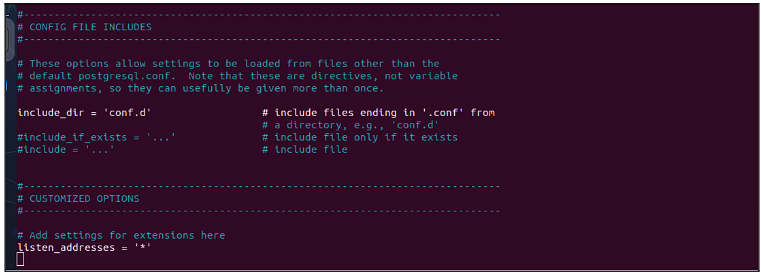 #------------------------------------------------------------------------------
# CONFIG FILE INCLUDES
#------------------------------------------------------------------------------
# These options allow settings to be loaded from files other than the
# default postgresql.conf.  Note that these are directives, not variable
# assignments, so they can usefully be given more than once.
include_dir = 'conf.d'                  # include files ending in '.conf' from
                                        # a directory, e.g., 'conf.d'
#include_if_exists = '...'              # include file only if it exists
#include = '...'                        # include file
#------------------------------------------------------------------------------
# CUSTOMIZED OPTIONS
#------------------------------------------------------------------------------
# Add settings for extensions here
listen_addresses = '*'